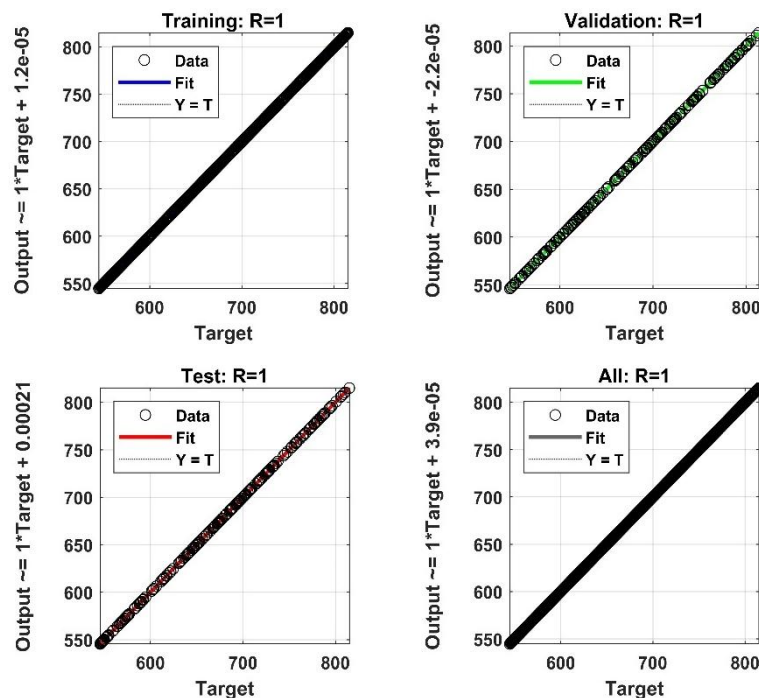 Training: R=1
Output ~= 1*Target + 1.2e-05
800
750
700
650
600
550
Data
Fit
Y = T
600 700 800
Target
Validation: R=1
Output ~= 1*Target + -2.2e-05
800
750
700
650
600
550
Data
Fit
Y = T
600 700 800
Target
Test: R=1
Output ~= 1*Target + 0.00021
800
750
700
650
600
550
Data
Fit
Y = T
600 700 800
Target
All: R=1
Output ~= 1*Target + 3.9e-05
800
750
700
650
600
550
Data
Fit
Y = T
600 700 800
Target